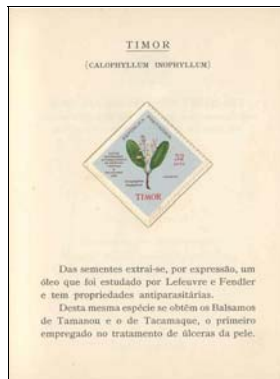 TIMOR
(CALOPHYLLUM INOPHYLLUM)
TIMOR
Das sementes extrai-se, por expressão, um
óleo que foi estudado por Lefeuvre e Fendler
e tem propriedades antiparasitárias.
Desta mesma espécie se obtêm os Balsamos
de Tamanou e o de Tacamaque, o primeiro
empregado no tratamento de úlceras da pele.